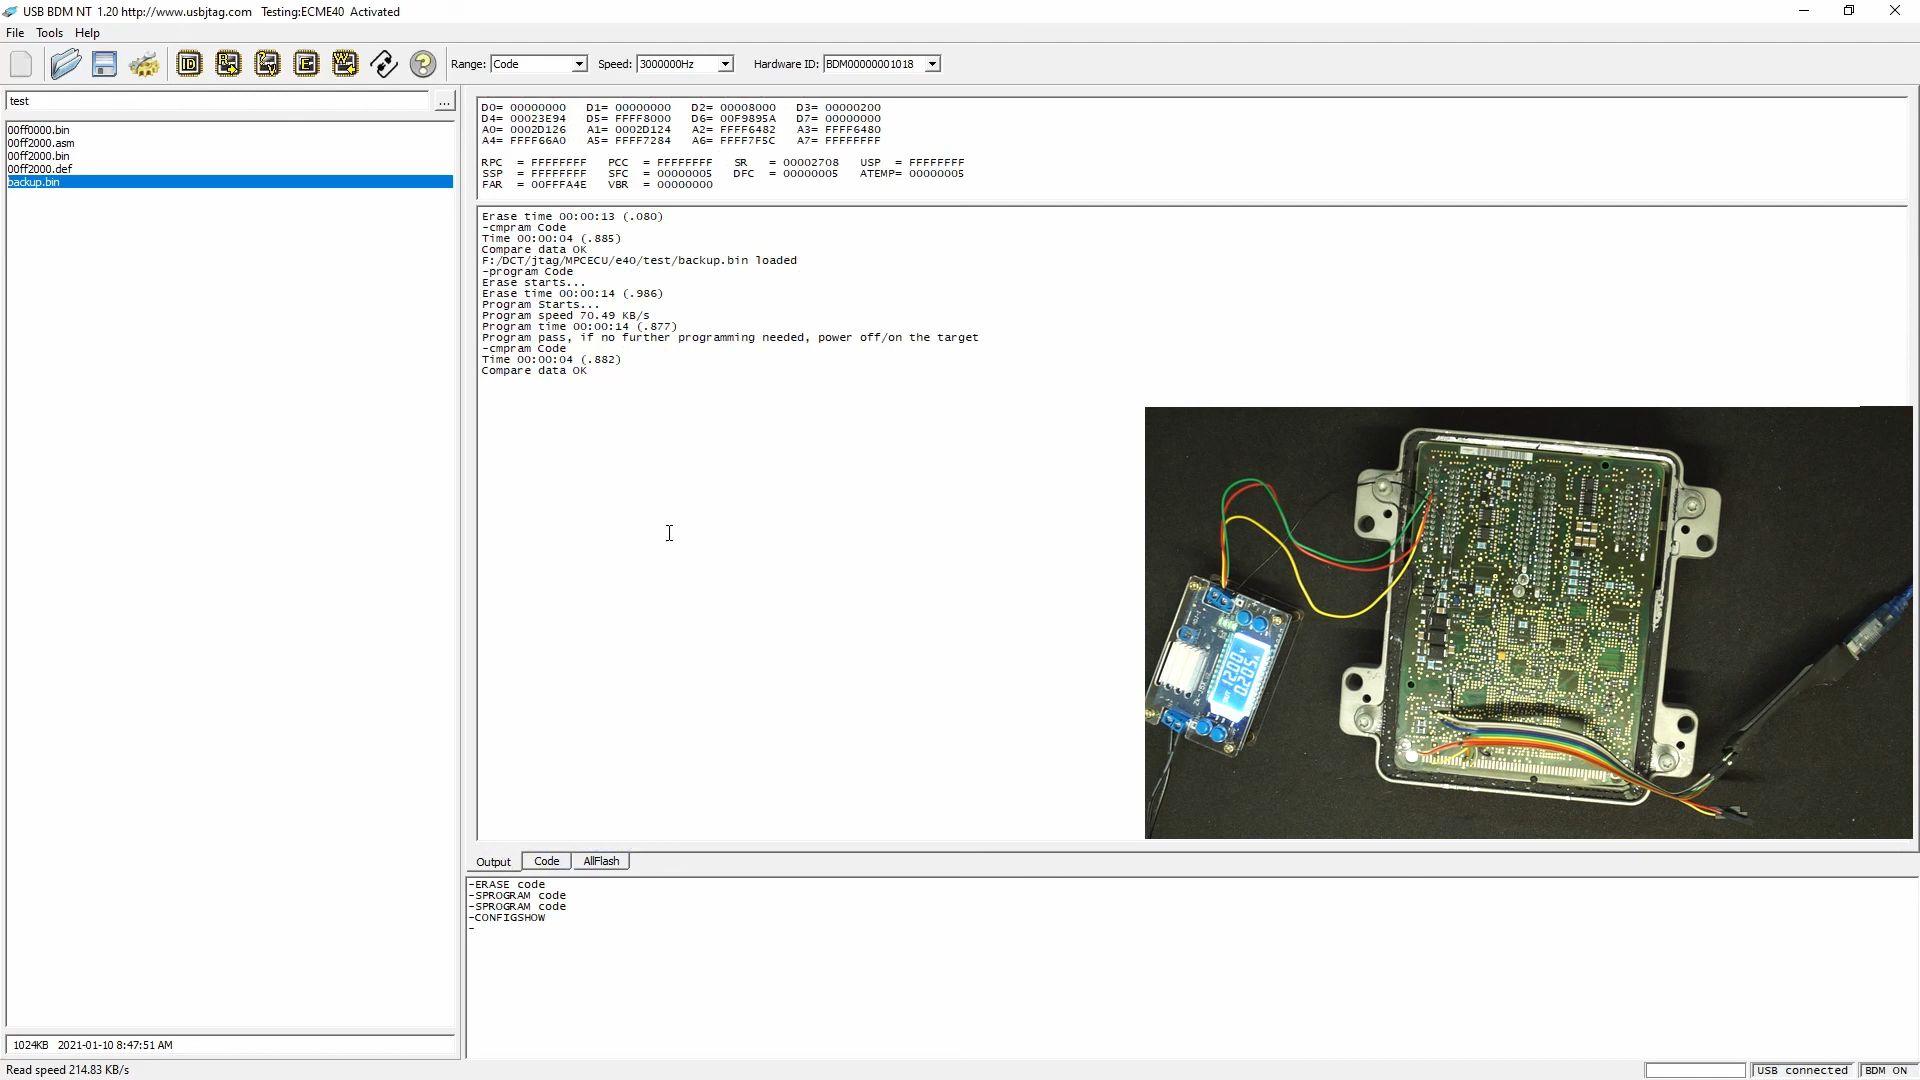 USB BDM NT 1.20 http://www.usbjtag.com Testing:ECME40 Activated
File Tools Help
ID R V E W ? Range: Code Speed: 3000000Hz Hardware ID: BDM00000001018
test ...
00ff0000.bin
00ff2000.asm
00ff2000.bin
00ff2000.def
backup.bin
D0= 00000000 D1= 00000000 D2= 00008000 D3= 00000200
D4= 00023E94 D5= FFFF8000 D6= 00F9895A D7= 00000000
A0= 0002D126 A1= 0002D124 A2= FFFF6482 A3= FFFF6480
A4= FFFF66A0 A5= FFFF7284 A6= FFFF7F5C A7= FFFFFFFF
RPC = FFFFFFFF PCC = FFFFFFFF SR = 00002708 USP = FFFFFFFF
SSP = FFFFFFFF SFC = 00000005 DFC = 00000005 ATEMP= 00000005
FAR = 00FFFA4E VBR = 00000000
Erase time 00:00:13 (.080)
-cmpram Code
Time 00:00:04 (.885)
Compare data OK
F:/DCT/jtag/MPCECU/e40/test/backup.bin loaded
-program Code
Erase starts...
Erase time 00:00:14 (.986)
Program Starts...
Program speed 70.49 KB/s
Program time 00:00:14 (.877)
Program pass, if no further programming needed, power off/on the target
-cmpram Code
Time 00:00:04 (.882)
Compare data OK
OUT 12.00 V
0.205 A
Output Code AllFlash
-ERASE code
-SPROGRAM code
-SPROGRAM code
-CONFIGSHOW
-
1024KB 2021-01-10 8:47:51 AM
Read speed 214.83 KB/s USB connected BDM ON